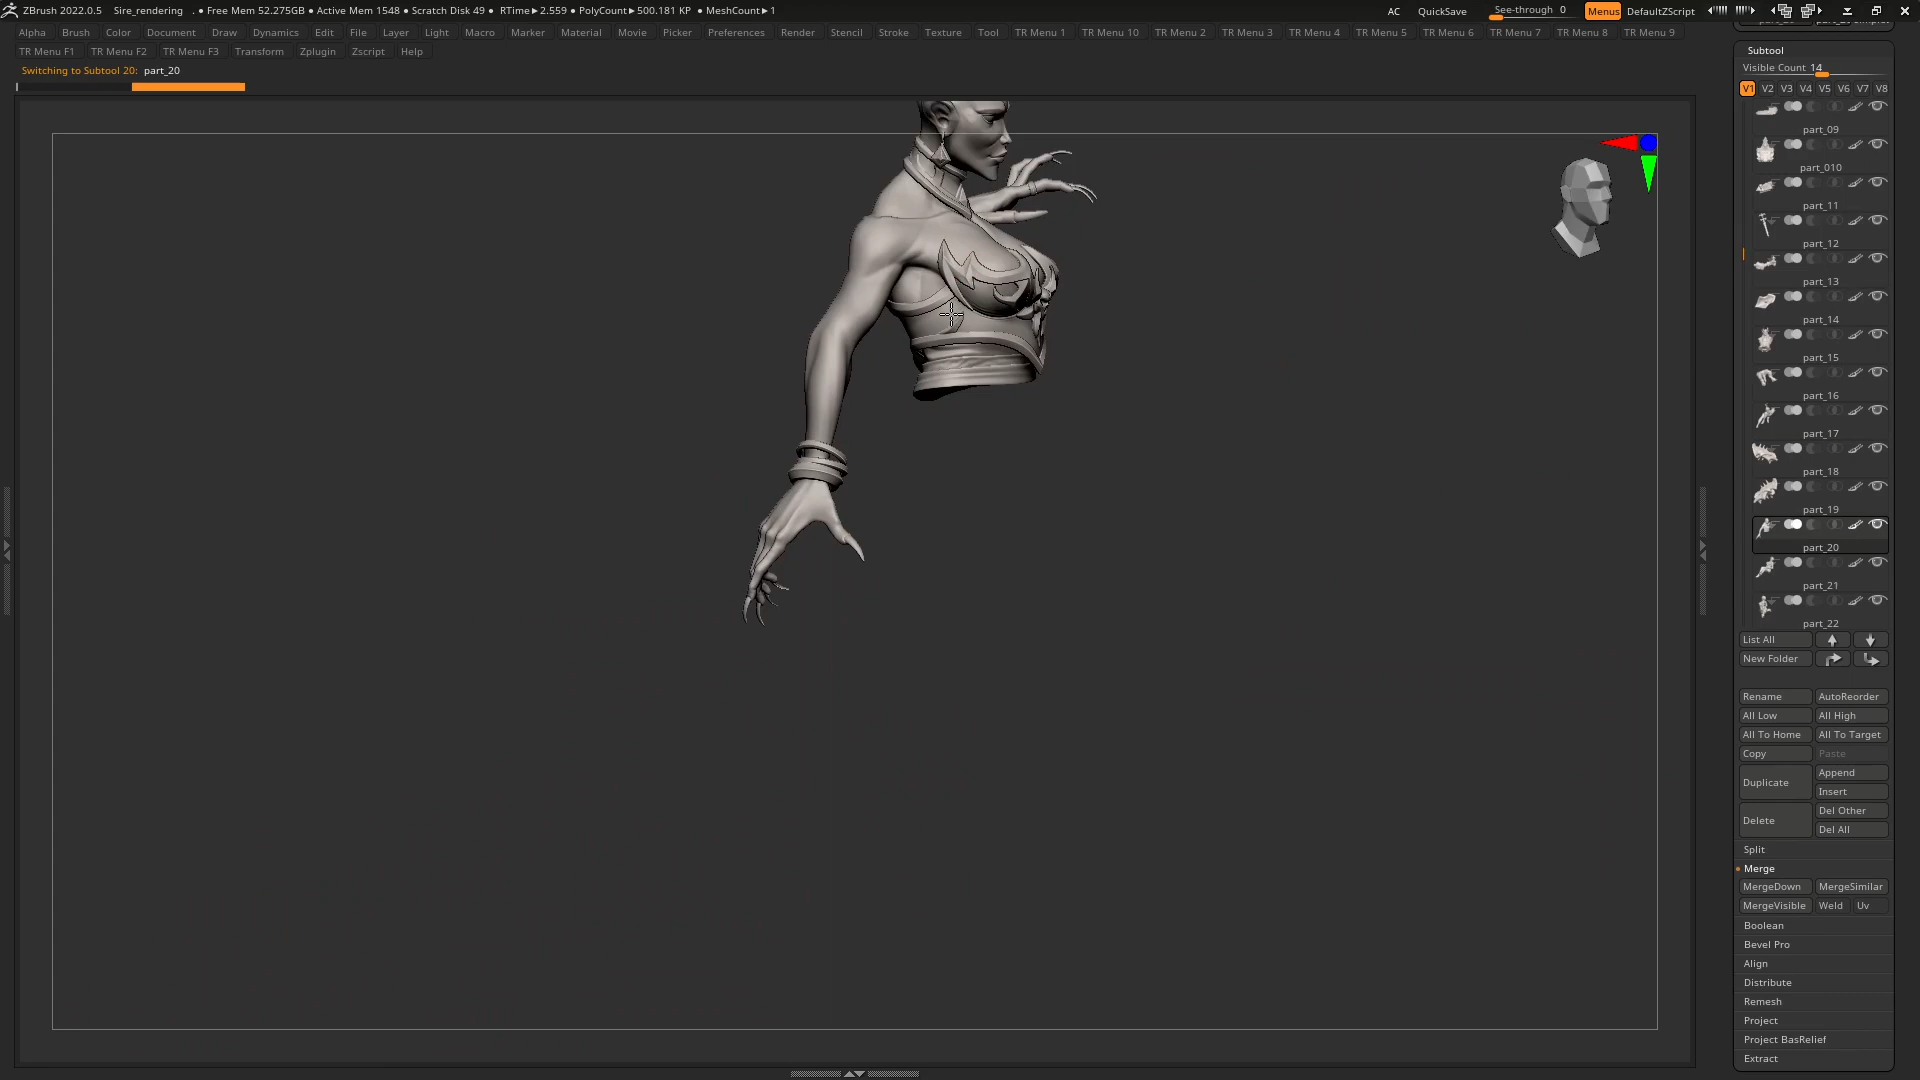 ZBrush 2022.0.5 Sire_rendering . ● Free Mem 52.275GB ● Active Mem 1548 ● Scratch Disk 49 ● RTime▶2.559 ● PolyCount▶500.181 KP ● MeshCount▶1 AC QuickSave See-through 0 Menus DefaultZScript
Alpha Brush Color Document Draw Dynamics Edit File Layer Light Macro Marker Material Movie Picker Preferences Render Stencil Stroke Texture Tool TR Menu 1 TR Menu 10 TR Menu 2 TR Menu 3 TR Menu 4 TR Menu 5 TR Menu 6 TR Menu 7 TR Menu 8 TR Menu 9
TR Menu F1 TR Menu F2 TR Menu F3 Transform Zplugin Zscript Help
Switching to Subtool 20: part_20
Subtool
Visible Count 14
V1 V2 V3 V4 V5 V6 V7 V8
part_09
part_010
part_11
part_12
part_13
part_14
part_15
part_16
part_17
part_18
part_19
part_20
part_21
part_22
List All
New Folder
Rename AutoReorder
All Low All High
All To Home All To Target
Copy Paste
Duplicate Append
Insert
Delete Del Other
Del All
Split
Merge
MergeDown MergeSimilar
MergeVisible Weld Uv
Boolean
Bevel Pro
Align
Distribute
Remesh
Project
Project BasRelief
Extract